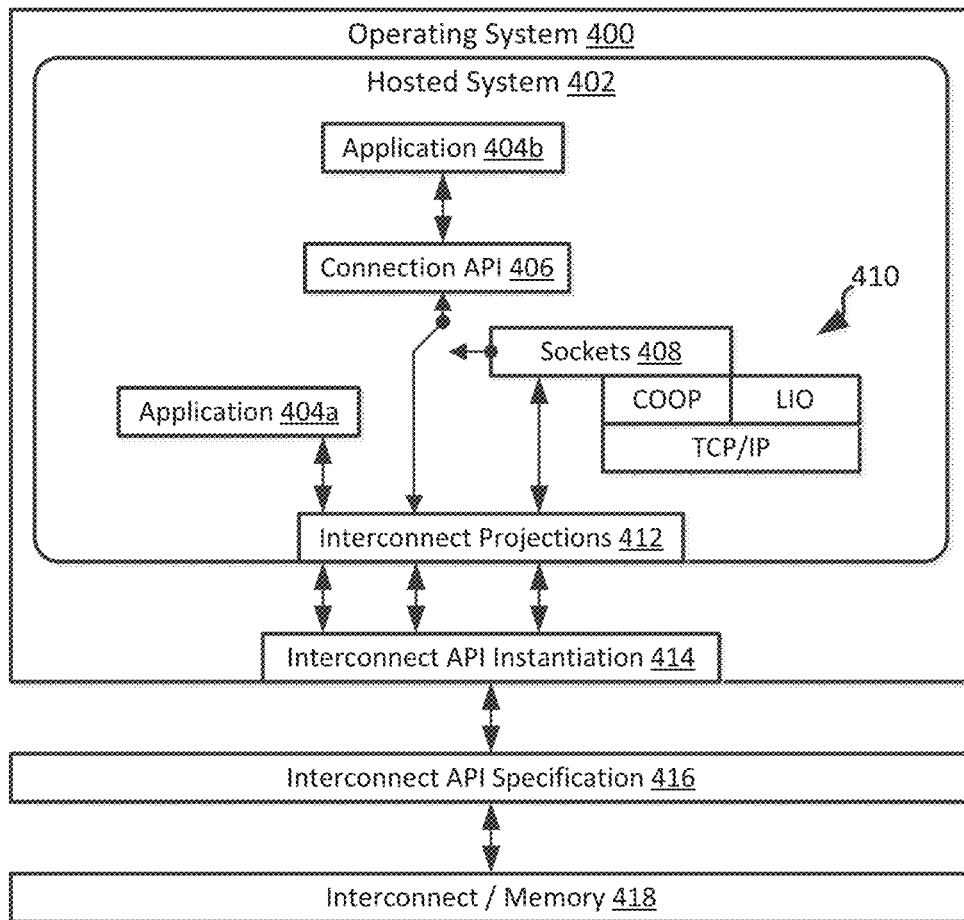 Operating System 400
Hosted System 402
Application 404b
Connection API 406
410
Sockets 408
COOP
LIO
Application 404a
TCP/IP
Interconnect Projections 412
Interconnect API Instantiation 414
Interconnect API Specification 416
Interconnect / Memory 418